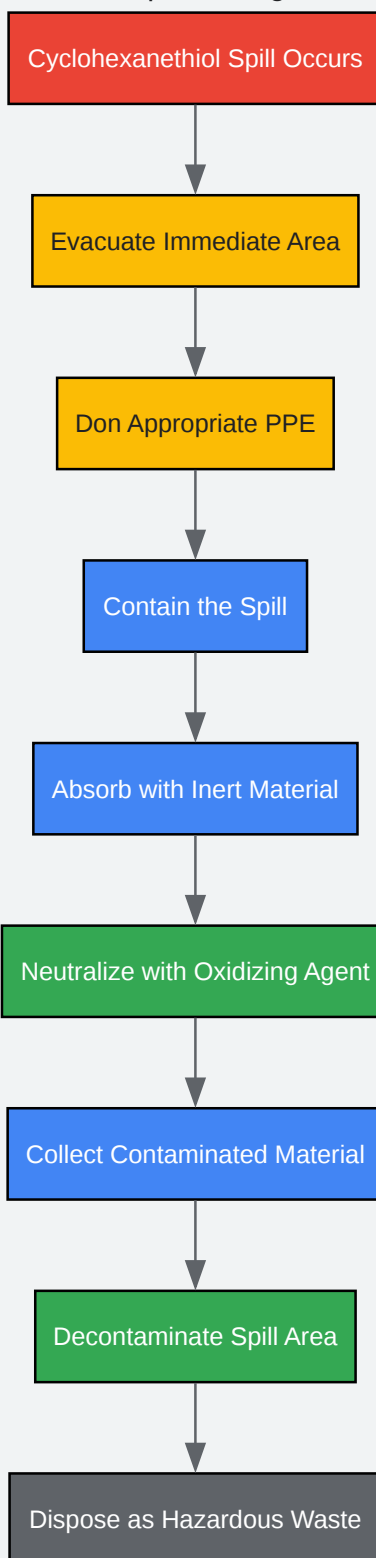 Cyclohexanethiol Spill Occurs
Evacuate Immediate Area
Don Appropriate PPE
Contain the Spill
Absorb with Inert Material
Neutralize with Oxidizing Agent
Collect Contaminated Material
Decontaminate Spill Area
Dispose as Hazardous Waste